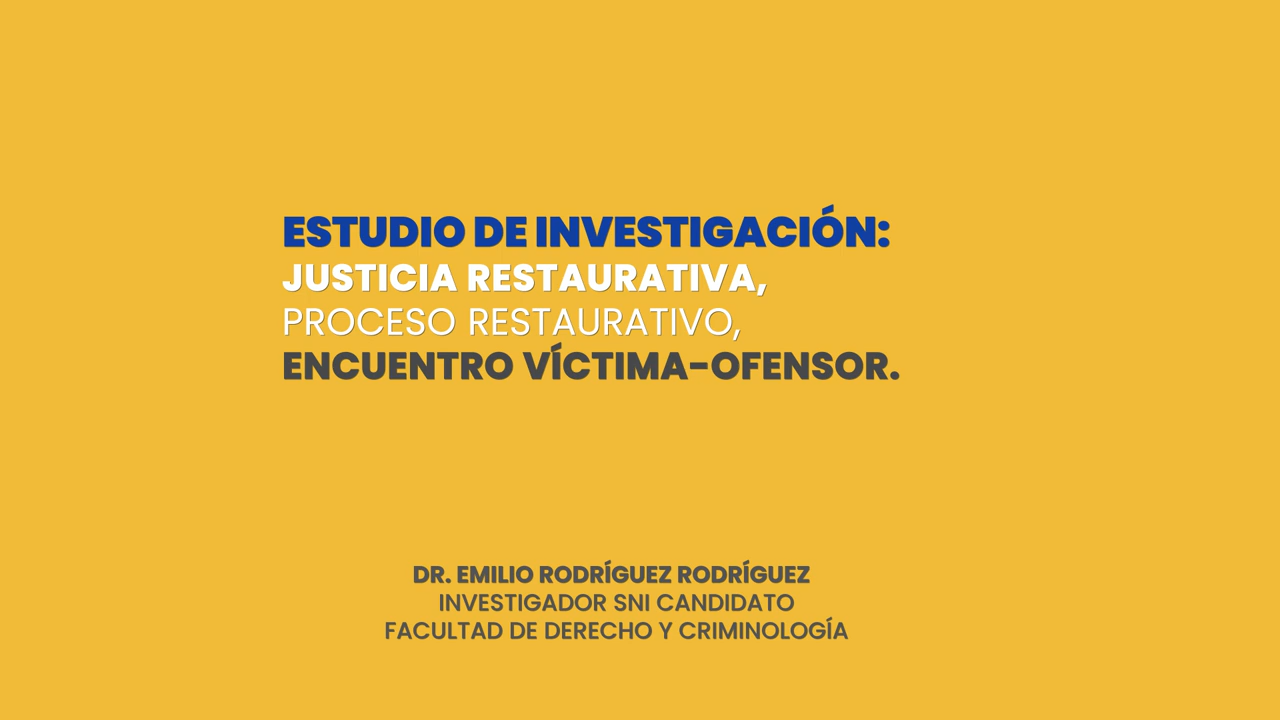 ESTUDIO DE INVESTIGACIÓN:
JUSTICIA RESTAURATIVA,
PROCESO RESTAURATIVO,
ENCUENTRO VÍCTIMA-OFENSOR.
DR. EMILIO RODRÍGUEZ RODRÍGUEZ
INVESTIGADOR SNI CANDIDATO
FACULTAD DE DERECHO Y CRIMINOLOGÍA